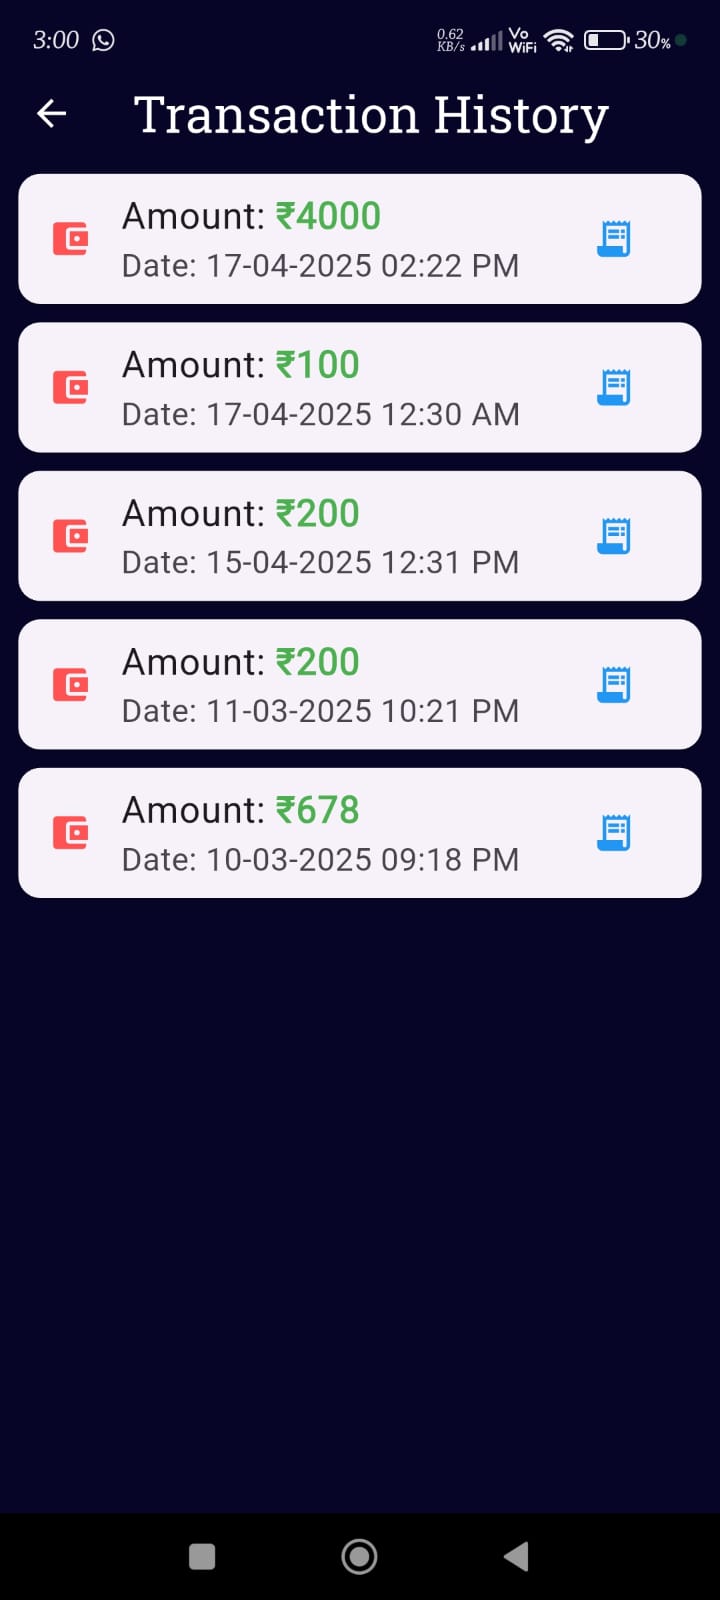 3:00 0.62 KB/s Vo WiFi 30%
Transaction History
Amount: ₹4000
Date: 17-04-2025 02:22 PM
Amount: ₹100
Date: 17-04-2025 12:30 AM
Amount: ₹200
Date: 15-04-2025 12:31 PM
Amount: ₹200
Date: 11-03-2025 10:21 PM
Amount: ₹678
Date: 10-03-2025 09:18 PM